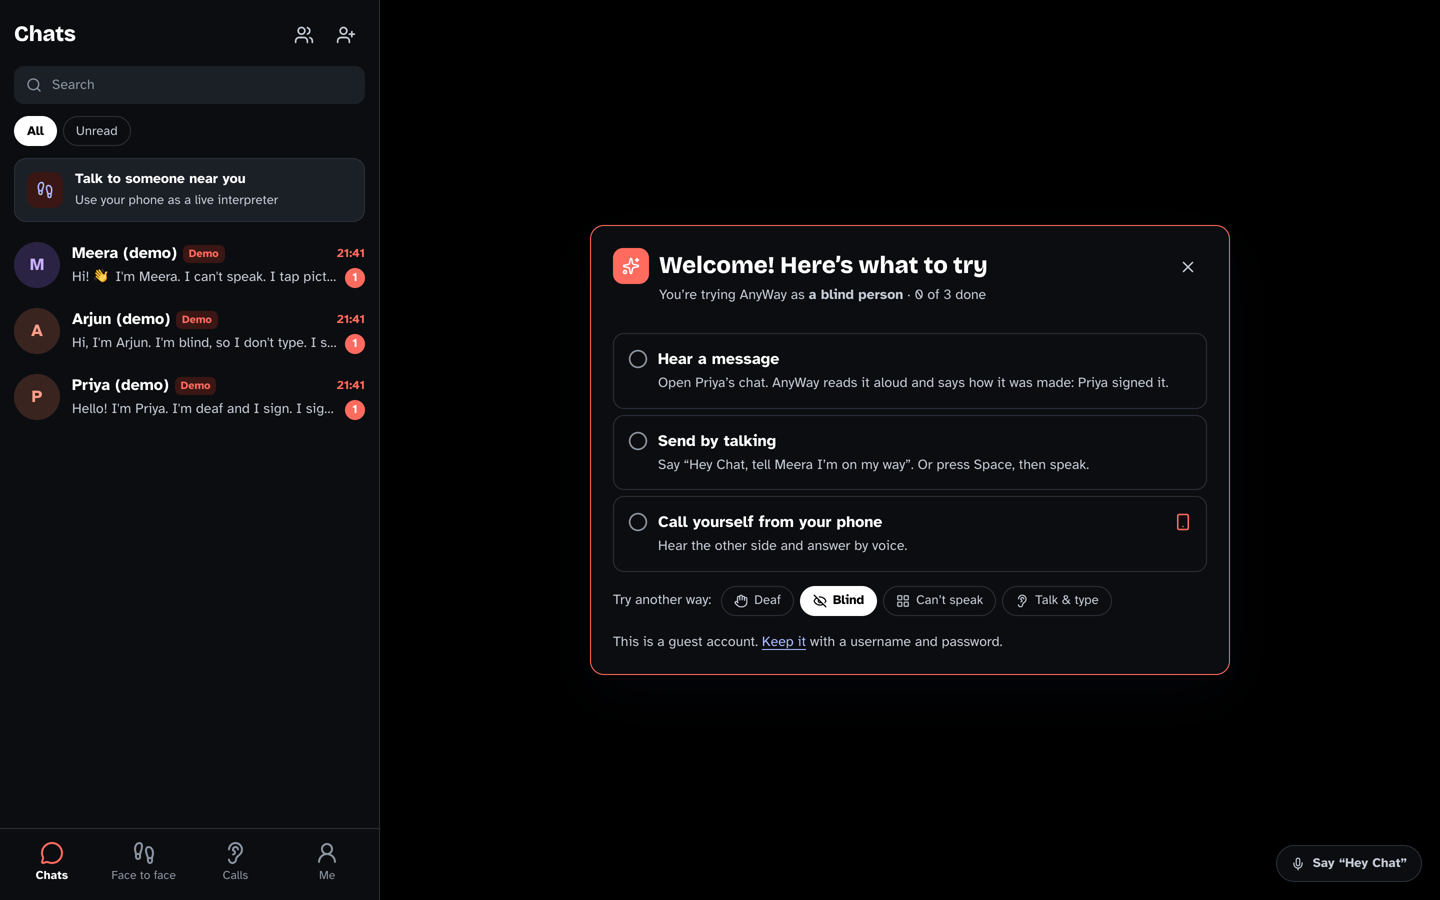 Chats
Search
All
Unread
Talk to someone near you
Use your phone as a live interpreter
M
Meera (demo) Demo 21:41
Hi! 👋 I'm Meera. I can't speak. I tap pict... 1
A
Arjun (demo) Demo 21:41
Hi, I'm Arjun. I'm blind, so I don't type. I s... 1
P
Priya (demo) Demo 21:41
Hello! I'm Priya. I'm deaf and I sign. I sig... 1
Chats
Face to face
Calls
Me
Welcome! Here's what to try
You're trying AnyWay as a blind person · 0 of 3 done
Hear a message
Open Priya's chat. AnyWay reads it aloud and says how it was made: Priya signed it.
Send by talking
Say “Hey Chat, tell Meera I'm on my way”. Or press Space, then speak.
Call yourself from your phone
Hear the other side and answer by voice.
Try another way: Deaf Blind Can't speak Talk & type
This is a guest account. Keep it with a username and password.
Say “Hey Chat”